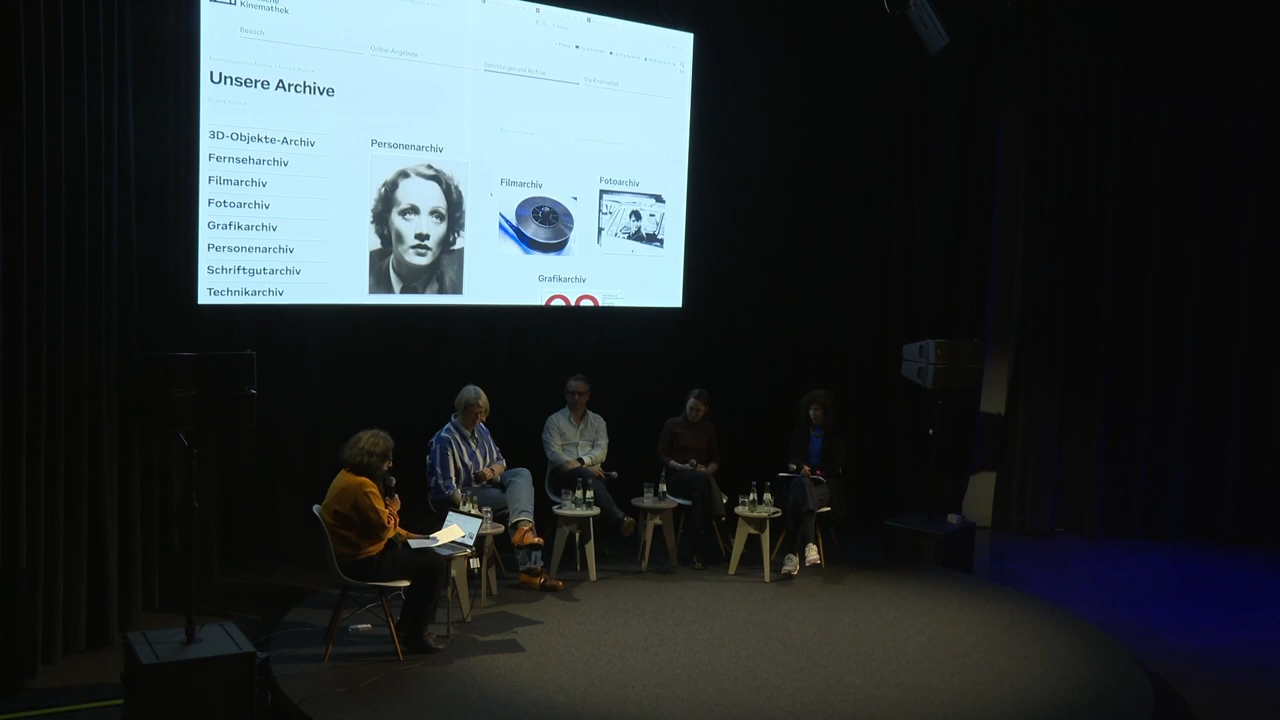 Kinemathek
Besuch
Online-Angebote
Sammlungen und Archive
Die Kinemathek
Unsere Archive
3D-Objekte-Archiv
Fernseharchiv
Filmarchiv
Fotoarchiv
Grafikarchiv
Personenarchiv
Schriftgutarchiv
Technikarchiv
Personenarchiv
Filmarchiv
Fotoarchiv
Grafikarchiv